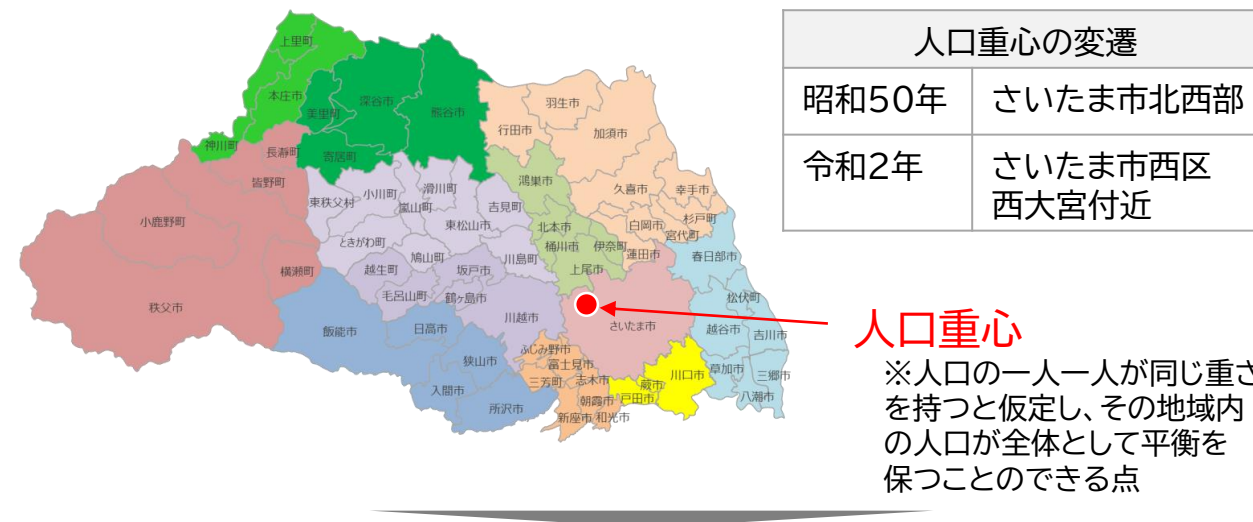 人口重心の変遷
昭和50年 さいたま市北西部
令和2年 さいたま市西区
西大宮付近
上里町
本庄市
美里町
深谷市
熊谷市
神川町
長瀞町
寄居町
皆野町
小鹿野町
横瀬町
秩父市
行田市
羽生市
加須市
鴻巣市
久喜市
幸手市
北本市
白岡市
杉戸町
宮代町
桶川市
伊奈町
蓮田市
上尾市
春日部市
東秩父村
小川町
滑川町
嵐山町
吉見町
東松山市
ときがわ町
鳩山町
川島町
越生町
坂戸市
毛呂山町
鶴ヶ島市
川越市
飯能市
日高市
狭山市
入間市
所沢市
さいたま市
松伏町
越谷市
吉川市
ふじみ野市
富士見市
三芳町
志木市
朝霞市
新座市
和光市
蕨市
戸田市
川口市
草加市
三郷市
八潮市
人口重心
※人口の一人一人が同じ重さ
を持つと仮定し、その地域内
の人口が全体として平衡を
保つことのできる点